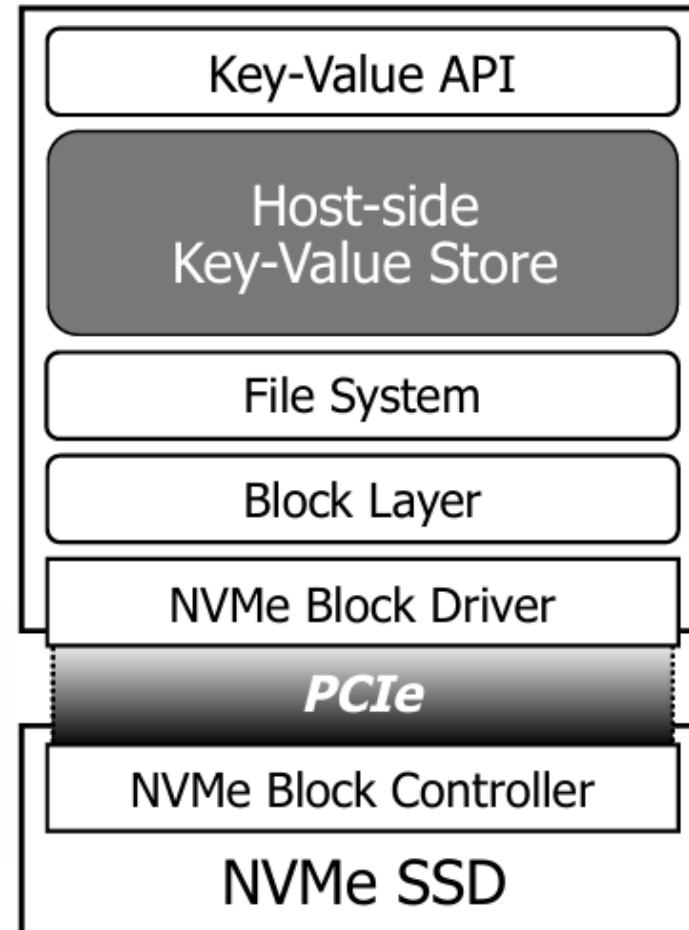 Key-Value API
Host-side
Key-Value Store
File System
Block Layer
NVMe Block Driver
PCIe
NVMe Block Controller
NVMe SSD